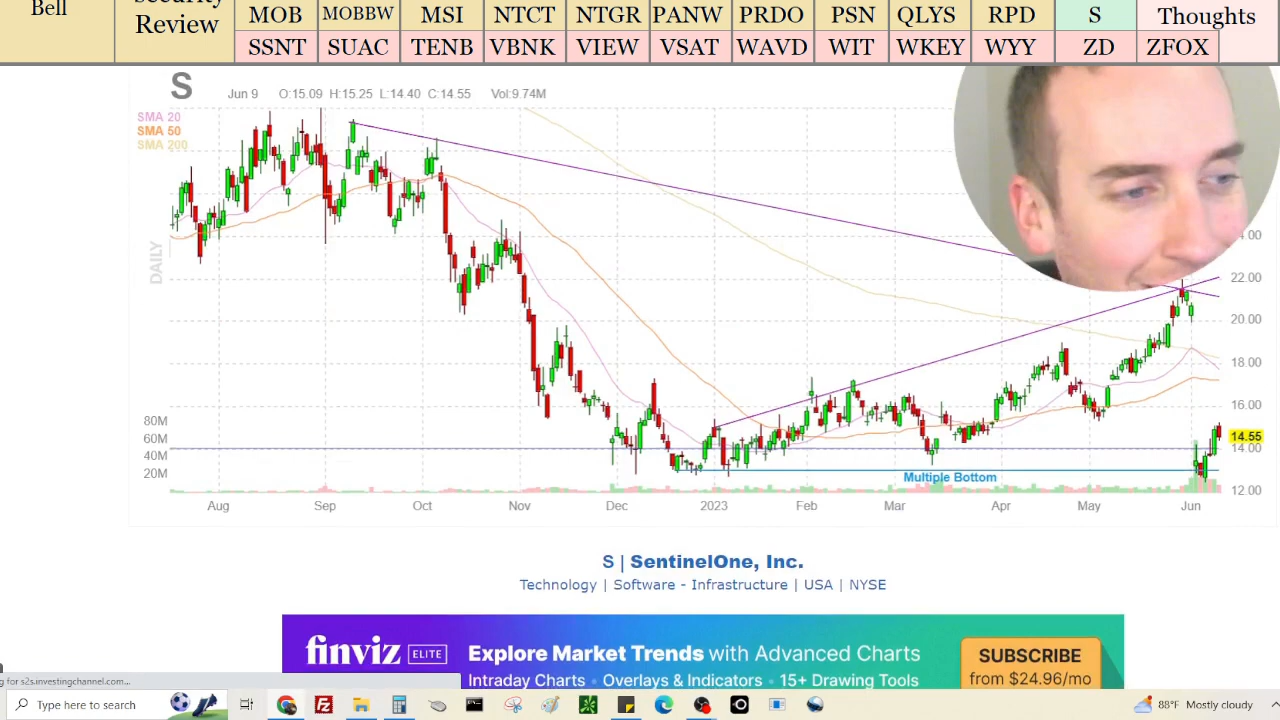 Bell
Security
Review
MOB MOBBW MSI NTCT NTGR PANW PRDO PSN QLYS RPD S Thoughts
SSNT SUAC TENB VBNK VIEW VSAT WAVD WIT WKEY WYY ZD ZFOX
S Jun 9 O:15.09 H:15.25 L:14.40 C:14.55 Vol:9.74M
SMA 20
SMA 50
SMA 200
DAILY
22.00
20.00
18.00
16.00
14.55
14.00
12.00
80M
60M
40M
20M
Multiple Bottom
Aug Sep Oct Nov Dec 2023 Feb Mar Apr May Jun
S | SentinelOne, Inc.
Technology | Software - Infrastructure | USA | NYSE
finviz ELITE Explore Market Trends with Advanced Charts
Intraday Charts • Overlays & Indicators • 15+ Drawing Tools
SUBSCRIBE
from $24.96/mo
g for s2s.investingchannel.com...
Type here to search
88°F Mostly cloudy